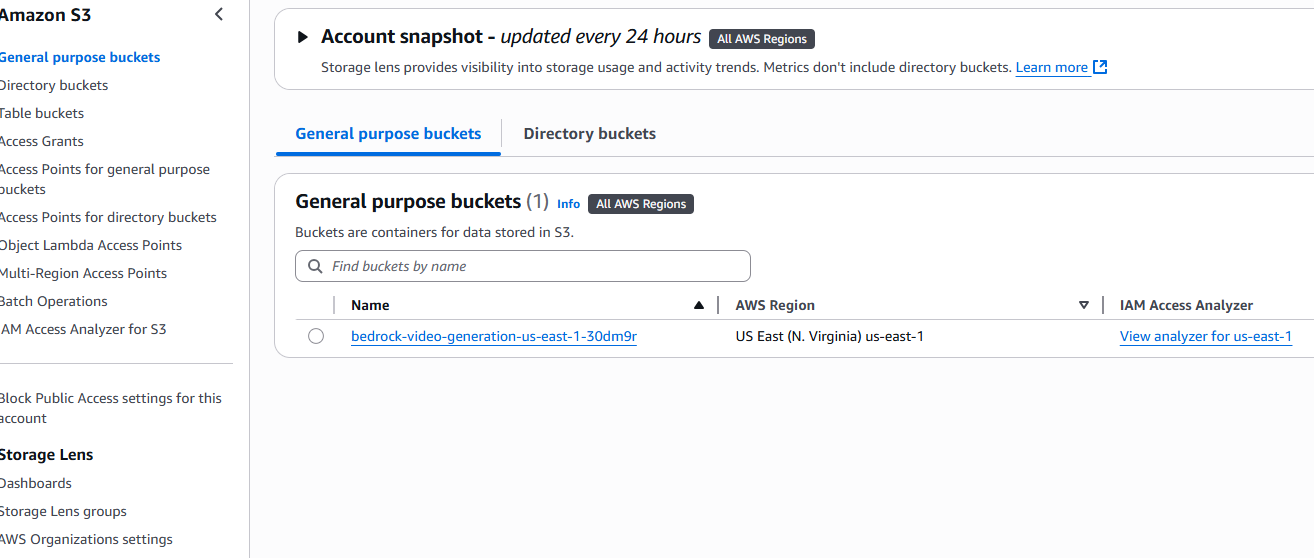 Amazon S3
General purpose buckets
Directory buckets
Table buckets
Access Grants
Access Points for general purpose
buckets
Access Points for directory buckets
Object Lambda Access Points
Multi-Region Access Points
Batch Operations
IAM Access Analyzer for S3
Block Public Access settings for this
account
Storage Lens
Dashboards
Storage Lens groups
AWS Organizations settings
Account snapshot - updated every 24 hours All AWS Regions
Storage lens provides visibility into storage usage and activity trends. Metrics don't include directory buckets. Learn more
General purpose buckets Directory buckets
General purpose buckets (1) Info All AWS Regions
Buckets are containers for data stored in S3.
Find buckets by name
Name AWS Region IAM Access Analyzer
bedrock-video-generation-us-east-1-30dm9r US East (N. Virginia) us-east-1 View analyzer for us-east-1